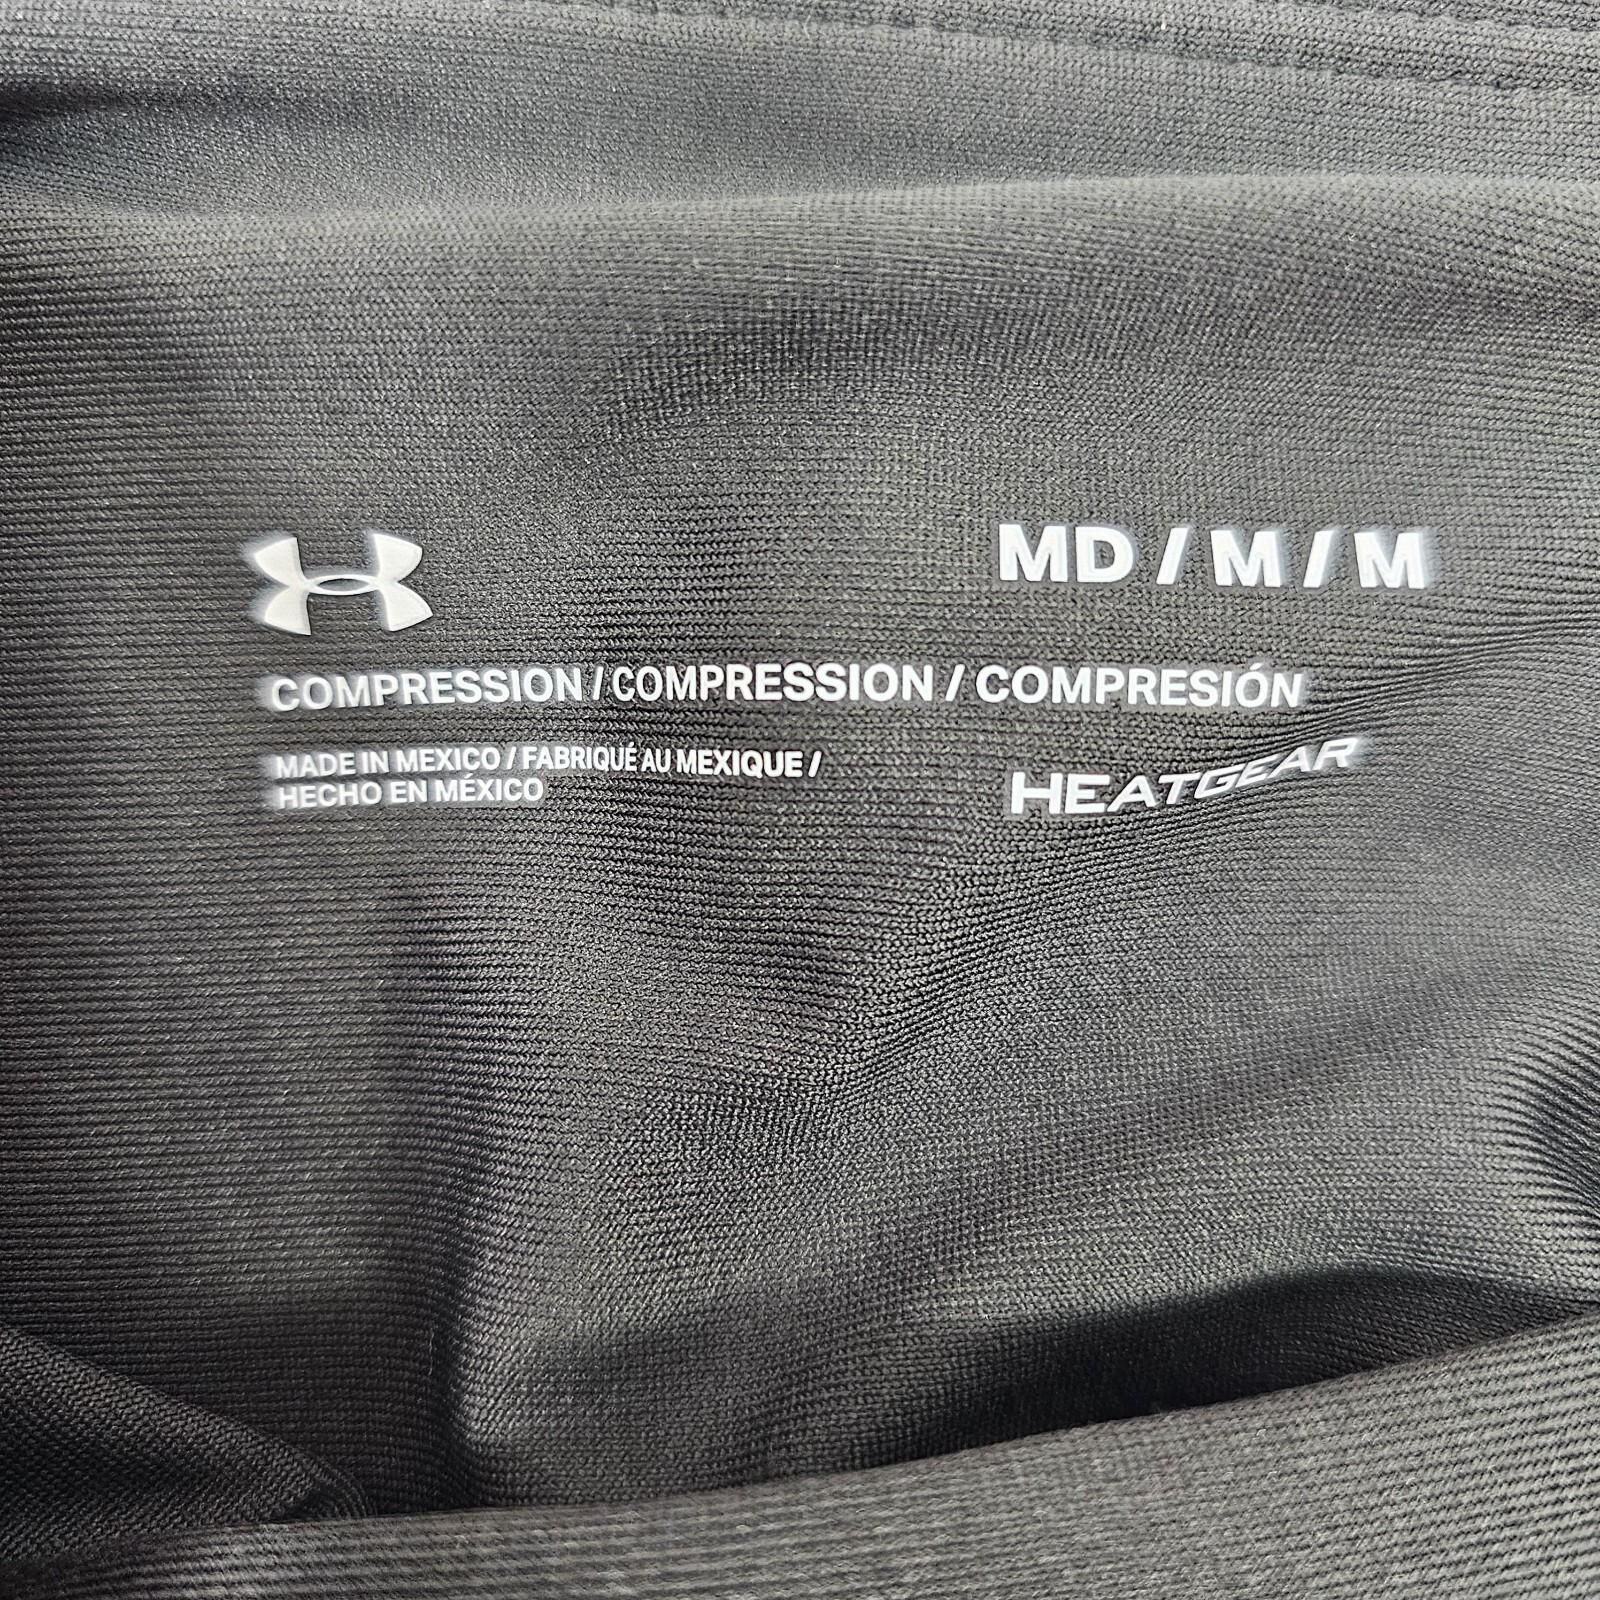 MD / M / M
COMPRESSION / COMPRESSION / COMPRESIÓN
MADE IN MEXICO / FABRIQUÉ AU MEXIQUE /
HECHO EN MÉXICO
HEATGEAR